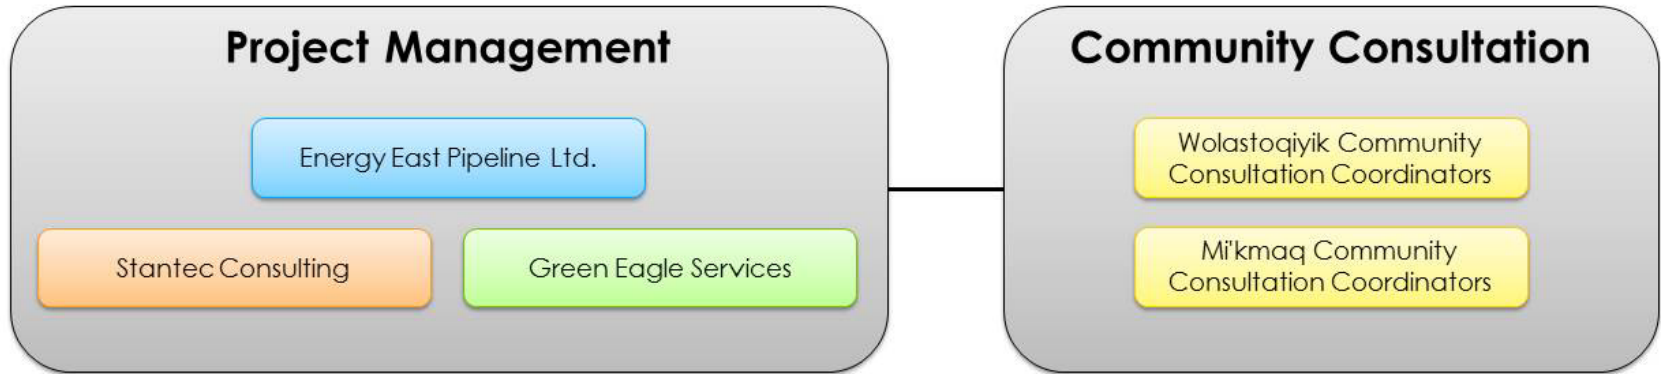 Project Management
Energy East Pipeline Ltd.
Stantec Consulting
Green Eagle Services
Community Consultation
Wolastoqiyik Community
Consultation Coordinators
Mi'kmaq Community
Consultation Coordinators